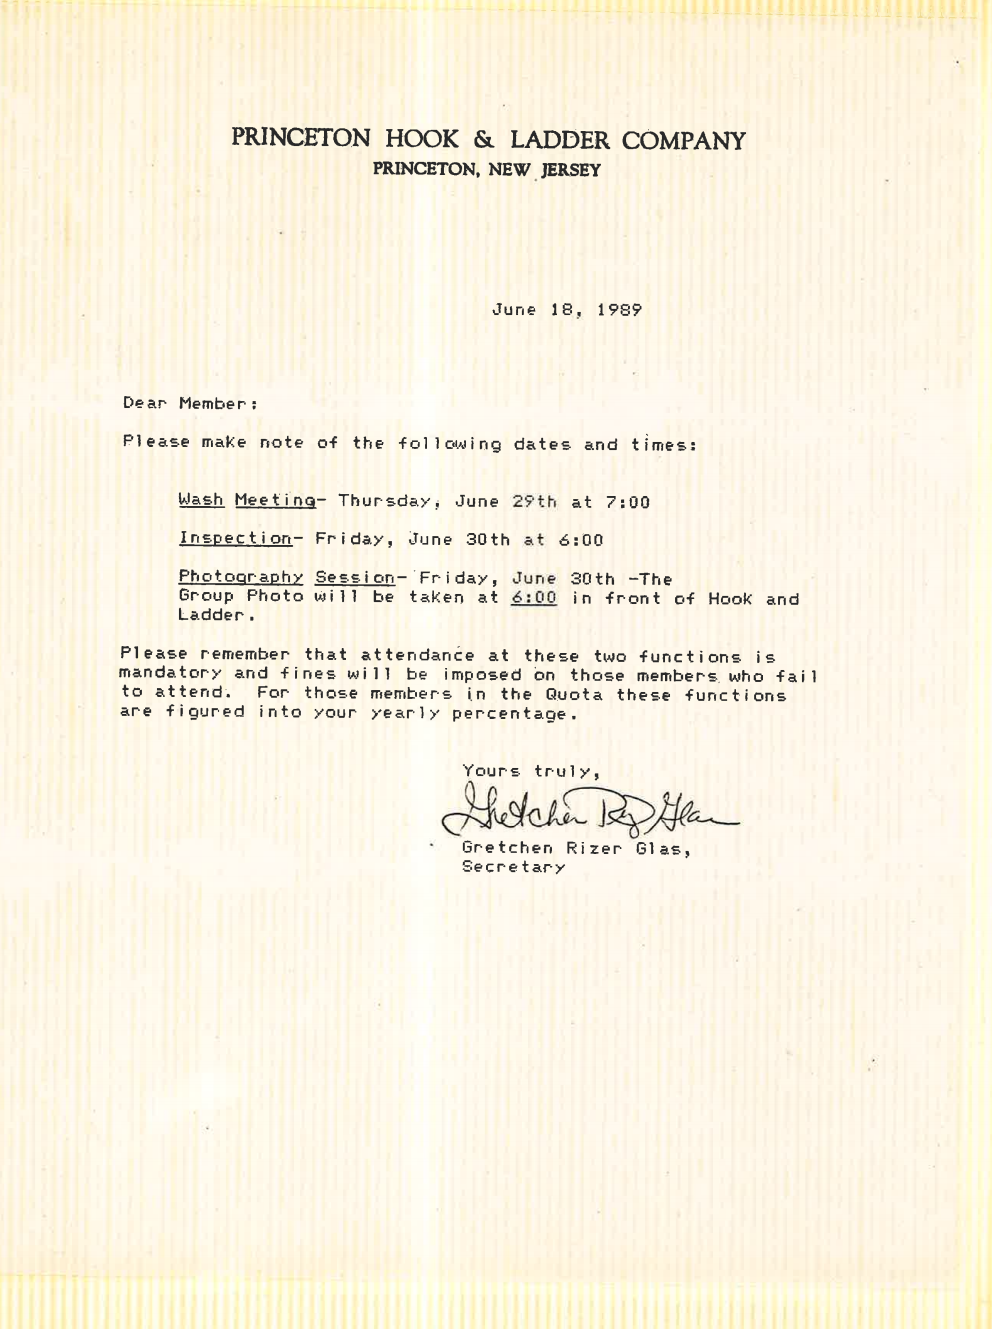 PRINCETON HOOK & LADDER COMPANY
PRINCETON, NEW JERSEY
June 18, 1989
Dear Member:
Please make note of the following dates and times:
Wash Meeting- Thursday, June 29th at 7:00
Inspection- Friday, June 30th at 6:00
Photography Session- Friday, June 30th -The
Group Photo will be taken at 6:00 in front of Hook and
Ladder.
Please remember that attendance at these two functions is
mandatory and fines will be imposed on those members who fail
to attend. For those members in the Quota these functions
are figured into your yearly percentage.
Yours truly,
Gretchen Riz Glas
Gretchen Rizer Glas,
Secretary